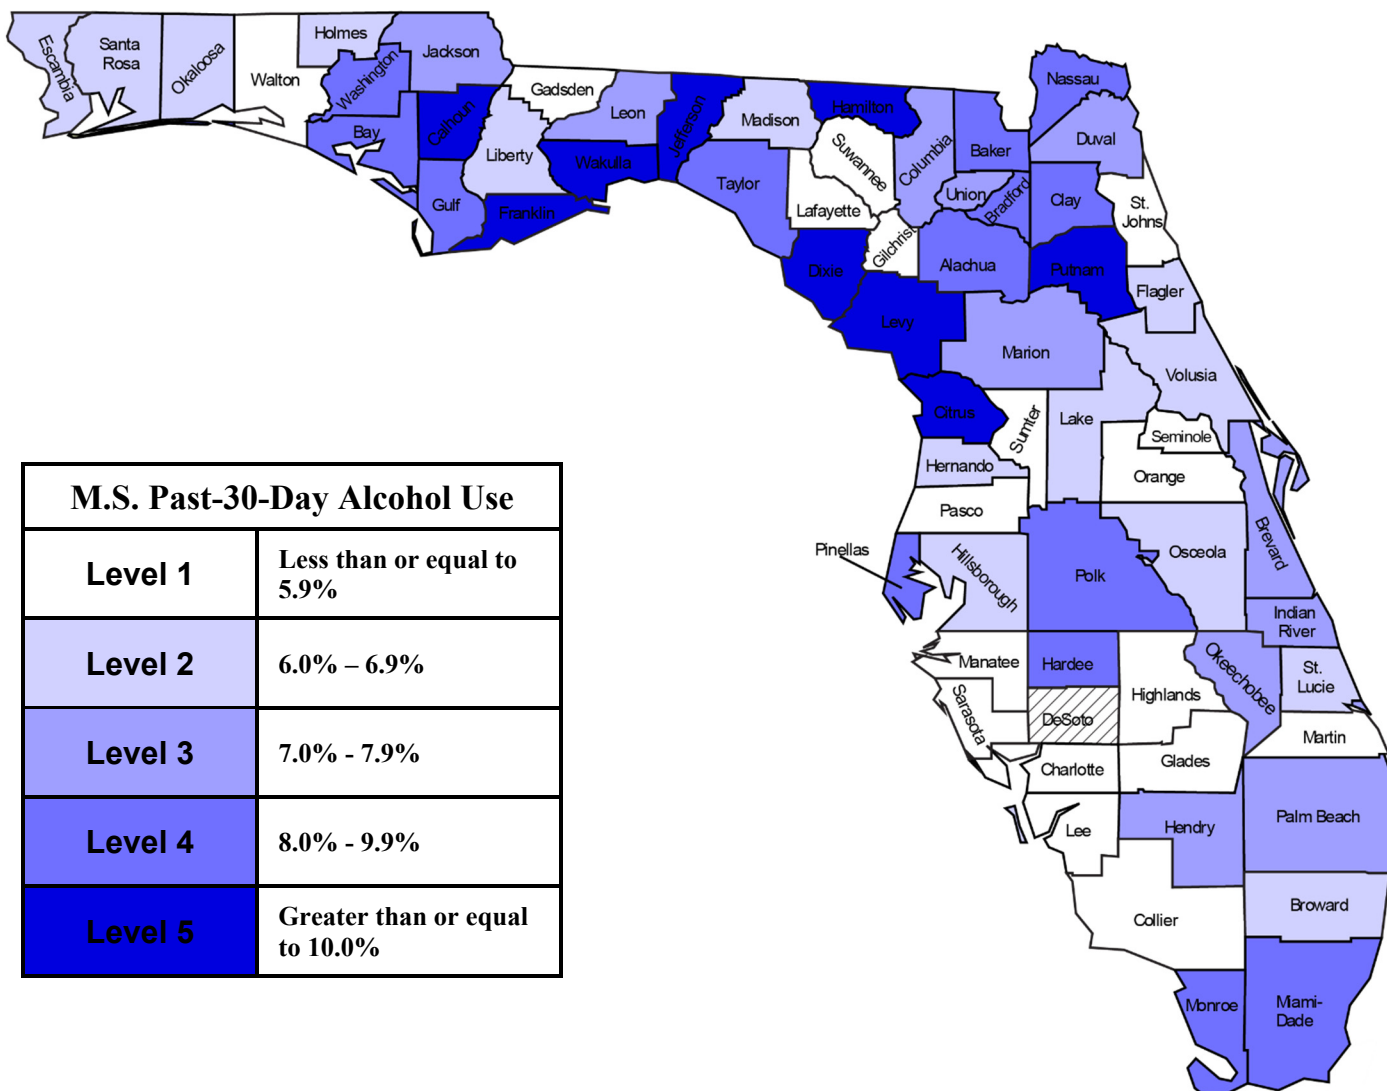 Escambia
Santa
Rosa
Okaloosa
Walton
Holmes
Washington
Jackson
Bay
Calhoun
Gulf
Liberty
Gadsden
Franklin
Leon
Wakulla
Jefferson
Madison
Taylor
Hamilton
Suwannee
Lafayette
Dixie
Columbia
Gilchrist
Baker
Union
Bradford
Alachua
Levy
Nassau
Duval
Clay
St.
Johns
Putnam
Flagler
Marion
Volusia
Citrus
Sumter
Lake
Seminole
Orange
Hernando
Pasco
Pinellas
Hillsborough
Polk
Osceola
Brevard
Indian
River
Manatee
Hardee
Highlands
Okeechobee
St.
Lucie
Sarasota
DeSoto
Martin
Charlotte
Glades
Lee
Hendry
Palm Beach
Collier
Broward
Monroe
Miami-
Dade
M.S. Past-30-Day Alcohol Use
Level 1
Less than or equal to
5.9%
Level 2
6.0% – 6.9%
Level 3
7.0% - 7.9%
Level 4
8.0% - 9.9%
Level 5
Greater than or equal
to 10.0%